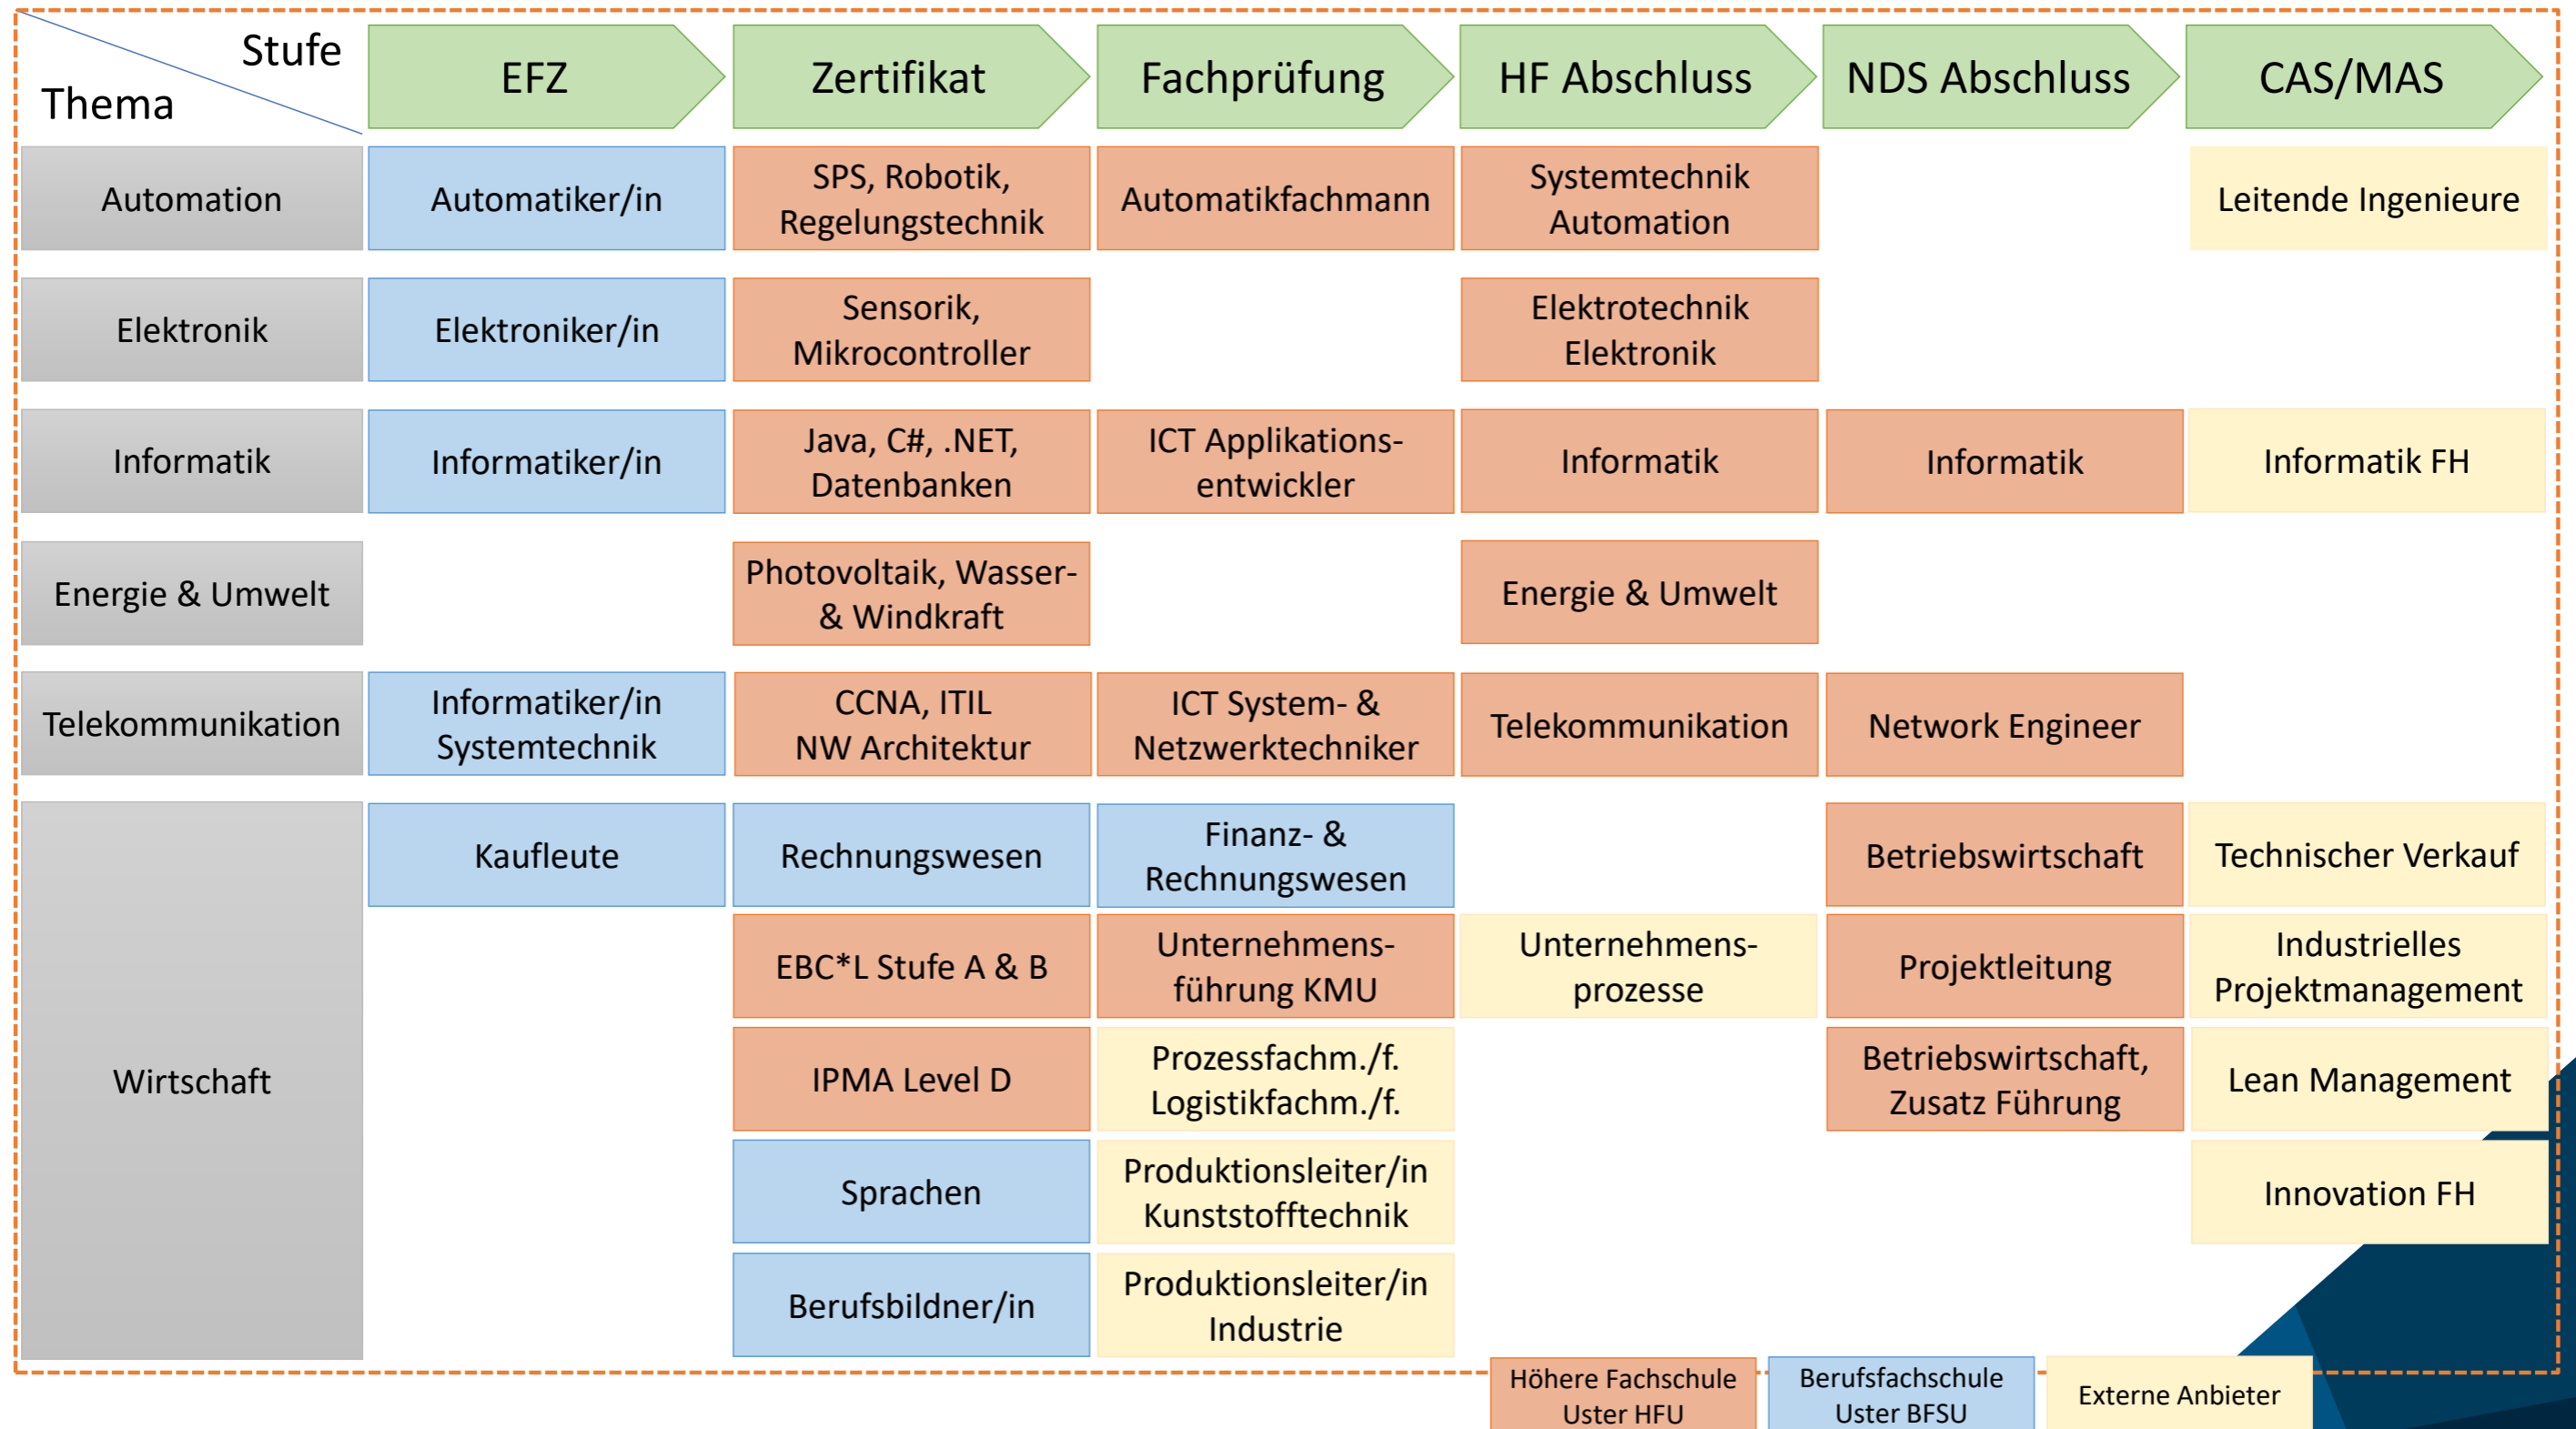 Stufe
Thema
EFZ
Zertifikat
Fachprüfung
HF Abschluss
NDS Abschluss
CAS/MAS
Automation
Automatiker/in
SPS, Robotik,
Regelungstechnik
Automatikfachmann
Systemtechnik
Automation
Leitende Ingenieure
Elektronik
Elektroniker/in
Sensorik,
Mikrocontroller
Elektrotechnik
Elektronik
Informatik
Informatiker/in
Java, C#, .NET,
Datenbanken
ICT Applikations-
entwickler
Informatik
Informatik
Informatik FH
Energie & Umwelt
Photovoltaik, Wasser-
& Windkraft
Energie & Umwelt
Telekommunikation
Informatiker/in
Systemtechnik
CCNA, ITIL
NW Architektur
ICT System- &
Netzwerktechniker
Telekommunikation
Network Engineer
Wirtschaft
Kaufleute
Rechnungswesen
Finanz- &
Rechnungswesen
Betriebswirtschaft
Technischer Verkauf
EBC*L Stufe A & B
Unternehmens-
führung KMU
Unternehmens-
prozesse
Projektleitung
Industrielles
Projektmanagement
IPMA Level D
Prozessfachm./f.
Logistikfachm./f.
Betriebswirtschaft,
Zusatz Führung
Lean Management
Sprachen
Produktionsleiter/in
Kunststofftechnik
Innovation FH
Berufsbildner/in
Produktionsleiter/in
Industrie
Höhere Fachschule
Uster HFU
Berufsfachschule
Uster BFSU
Externe Anbieter